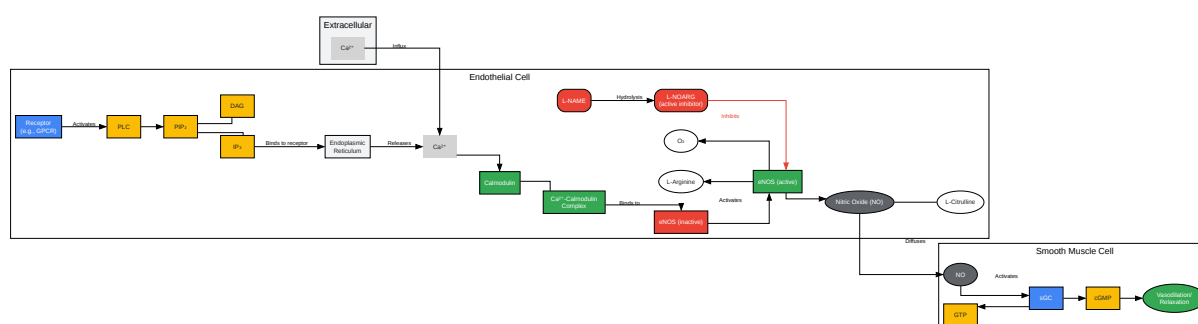 Extracellular
Ca²⁺
Influx
Endothelial Cell
Receptor
(e.g., GPCR)
Activates
PLC
PIP₂
DAG
IP₃
Binds to receptor
Endoplasmic
Reticulum
Releases
Ca²⁺
L-NAME
Hydrolysis
L-NOARG
(active inhibitor)
Inhibits
O₂
L-Arginine
eNOS (active)
Calmodulin
Ca²⁺-Calmodulin
Complex
Binds to
eNOS (inactive)
Activates
Nitric Oxide (NO)
L-Citrulline
Diffuses
Smooth Muscle Cell
NO
Activates
sGC
cGMP
Vasodilation/
Relaxation
GTP